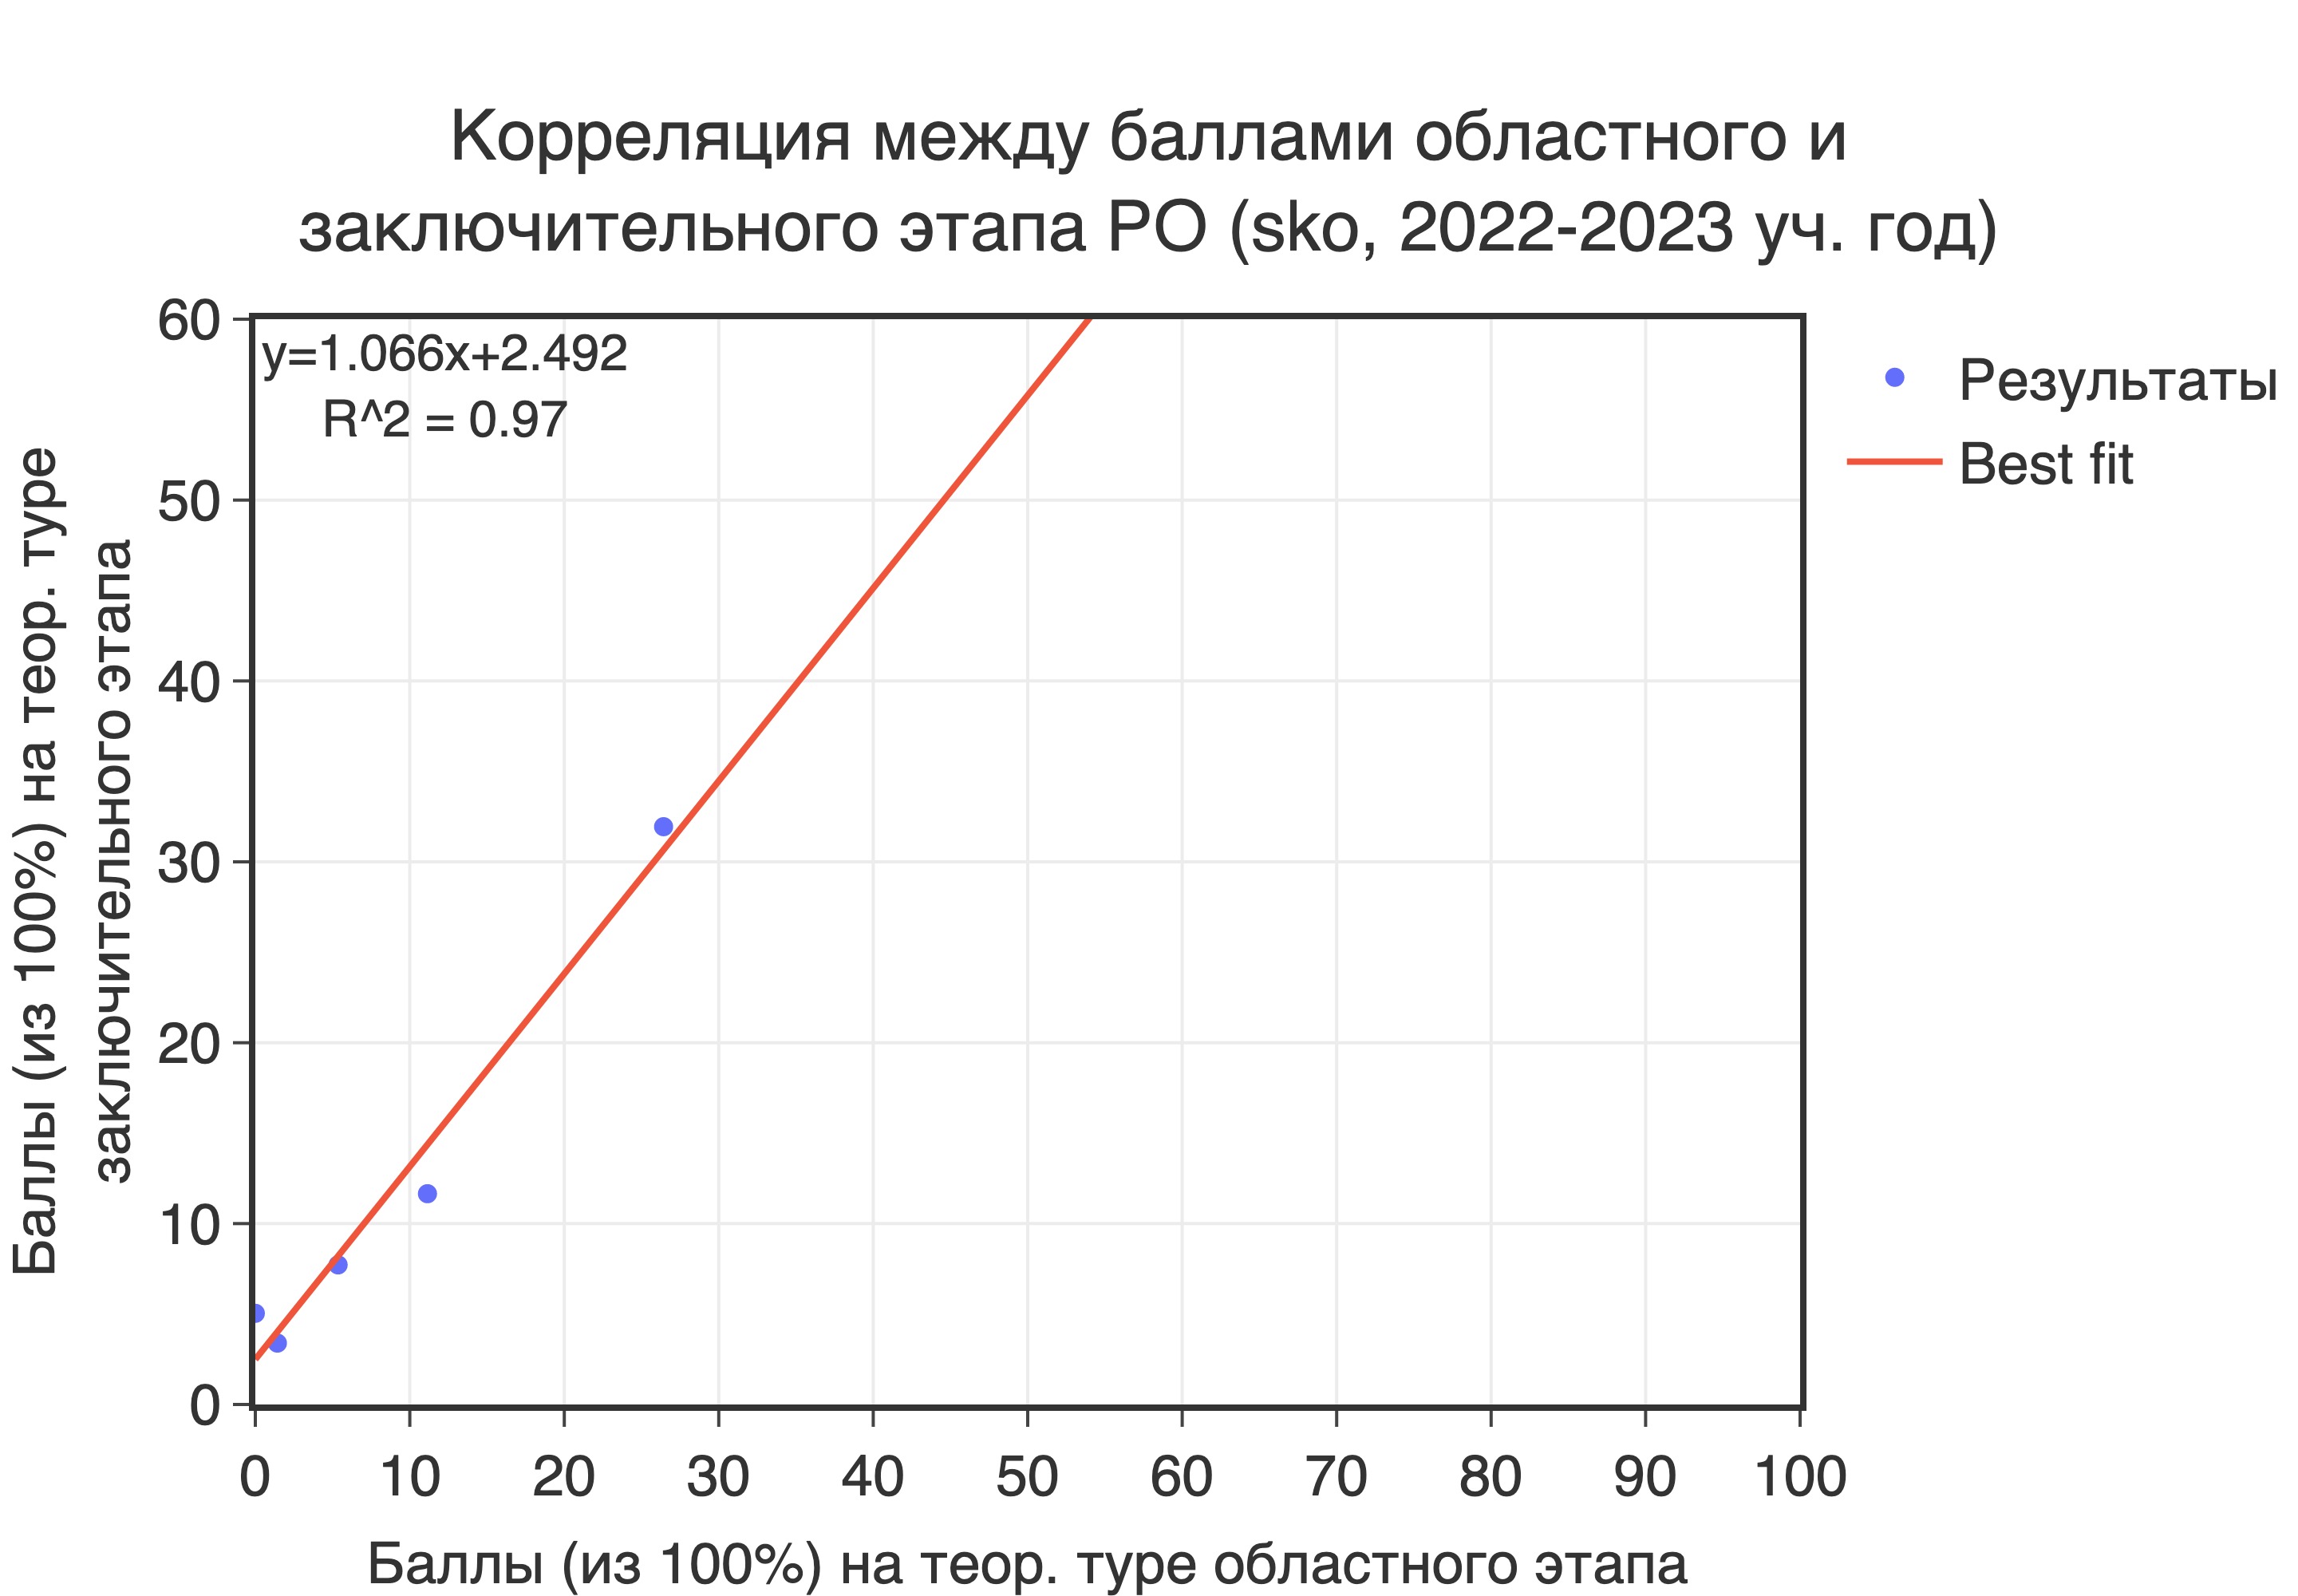 Корреляция между баллами областного и
заключительного этапа РО (sko, 2022-2023 уч. год)
y=1.066x+2.492
R^2 = 0.97
Результаты
Best fit
Баллы (из 100%) на теор. туре
заключительного этапа
60
50
40
30
20
10
0
0 10 20 30 40 50 60 70 80 90 100
Баллы (из 100%) на теор. туре областного этапа